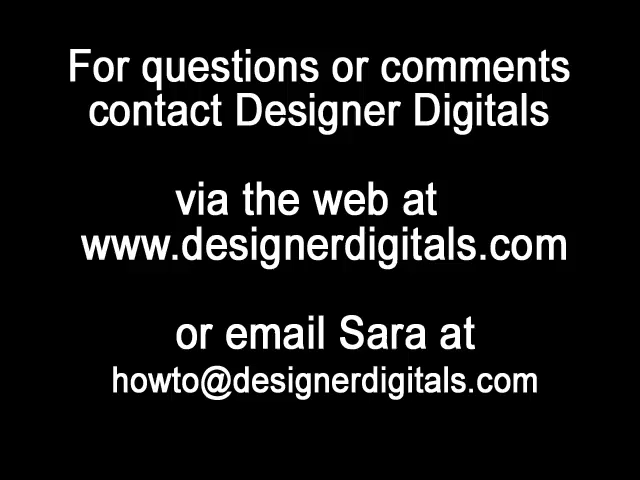 For questions or comments
contact Designer Digitals
via the web at
www.designerdigitals.com
or email Sara at
howto@designerdigitals.com